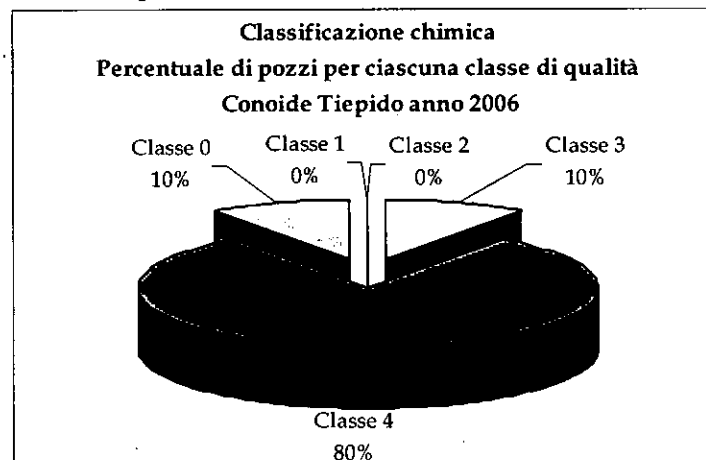 Classificazione chimica
Percentuale di pozzi per ciascuna classe di qualità
Conoide Tiepido anno 2006
Classe 0
10%
Classe 1
0%
Classe 2
0%
Classe 3
10%
Classe 4
80%